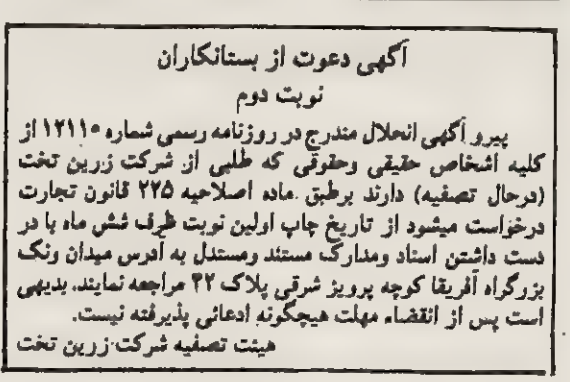 آگهی دعوت از بستانکاران
نوبت دوم
پیرو آگهی انحلال مندرج در روزنامه رسمی شماره ۱۲۱۱۰ از
کلیه اشخاص حقیقی وحقوقی که طلبی از شرکت زرین تخت
(درحال تصفیه) دارند برطبق ماده اصلاحیه ۲۲۵ قانون تجارت
درخواست میشود از تاریخ چاپ اولین نوبت ظرف شش ماه با در
دست داشتن اسناد ومدارک مستند ومستدل به آدرس میدان ونک
بزرگراه آفریقا کوچه پرویز شرقی پلاک ۴۲ مراجعه نمایند. بدیهی
است پس از انقضاء مهلت هیچگونه ادعائی پذیرفته نیست.
هیئت تصفیه شرکت زرین تخت